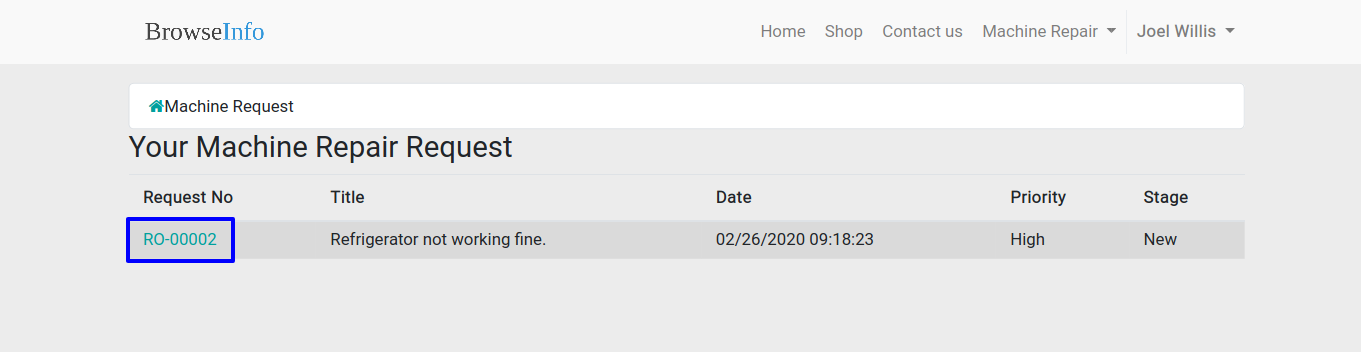 BrowseInfo Home Shop Contact us Machine Repair Joel Willis
Machine Request
Your Machine Repair Request
Request No Title Date Priority Stage
RO-00002 Refrigerator not working fine. 02/26/2020 09:18:23 High New